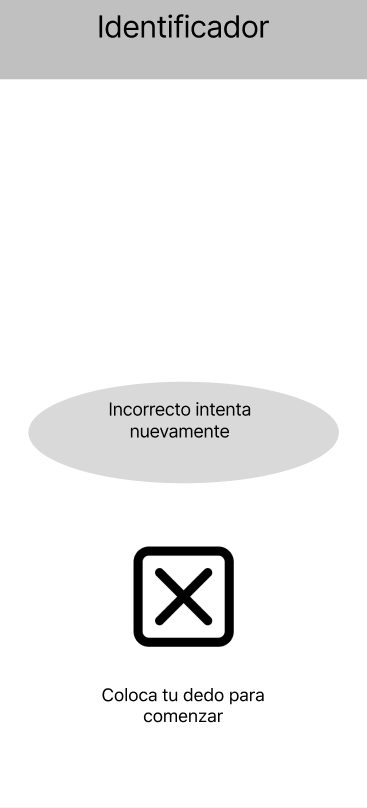 Identificador
Incorrecto intenta
nuevamente
Coloca tu dedo para
comenzar